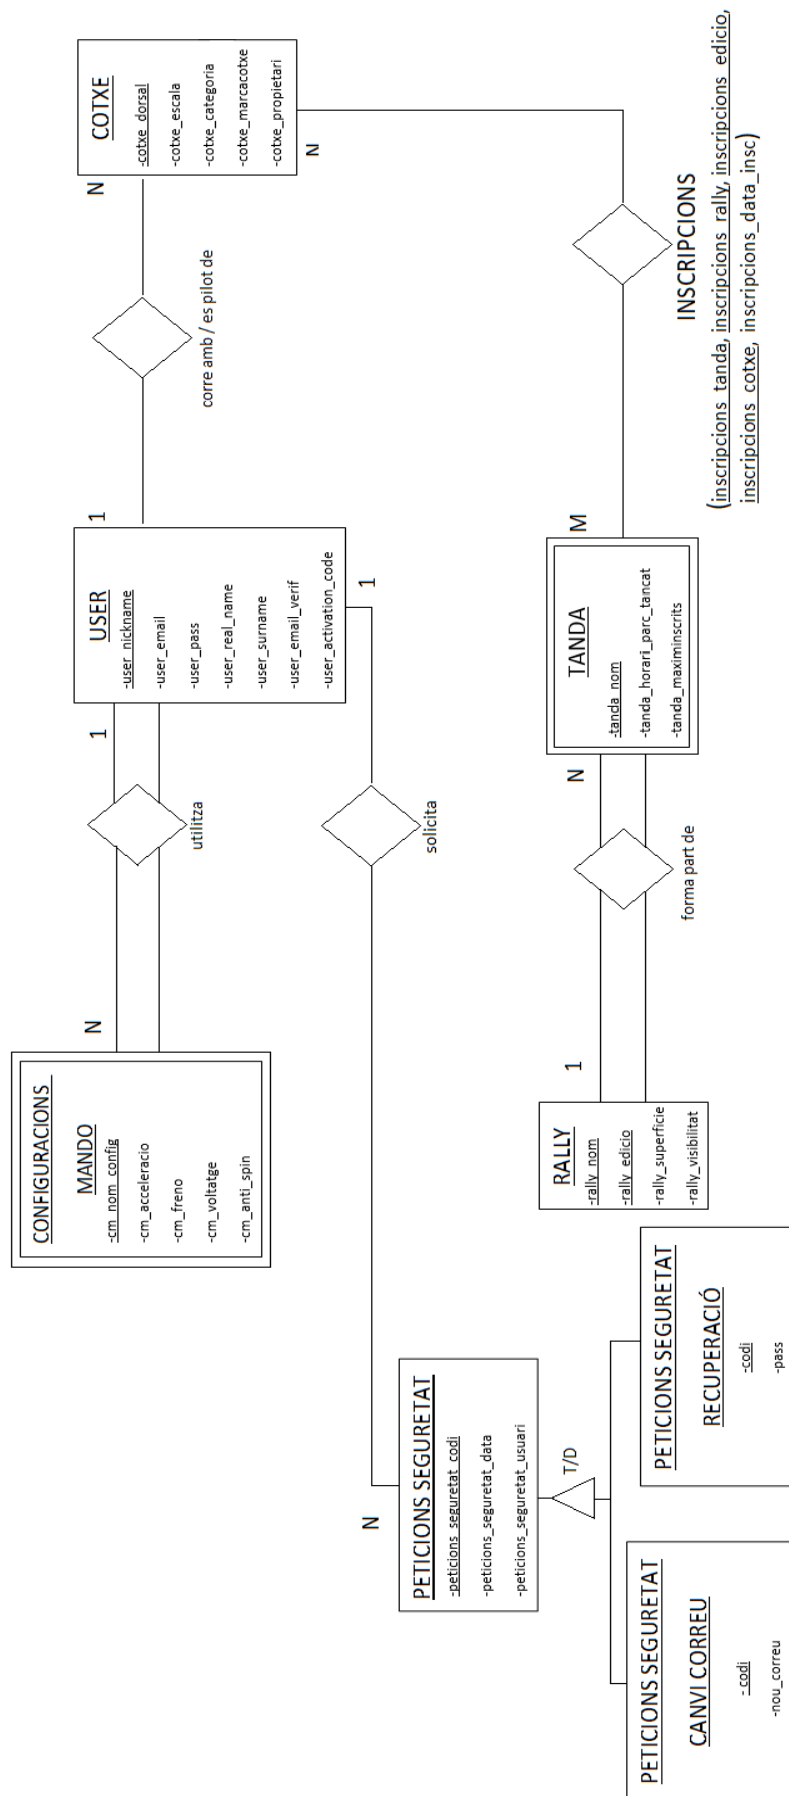 CONFIGURACIONS
MANDO
-cm_nom_config
-cm_acceleracio
-cm_freno
-cm_voltatge
-cm_anti_spin
N
utilitza
1
USER
-user_nickname
-user_email
-user_pass
-user_real_name
-user_surname
-user_email_verif
-user_activation_code
1
corre amb / es pilot de
N
COTXE
-cotxe_dorsal
-cotxe_escala
-cotxe_categoria
-cotxe_marcacotxe
-cotxe_propietari
N
1
solicita
N
PETICIONS SEGURETAT
-peticions_seguretat_codi
-peticions_seguretat_data
-peticions_seguretat_usuari
T/D
PETICIONS SEGURETAT
CANVI CORREU
-codi
-nou_correu
PETICIONS SEGURETAT
RECUPERACIÓ
-codi
-pass
RALLY
-rally_nom
-rally_edicio
-rally_superficie
-rally_visibilitat
1
forma part de
N
TANDA
-tanda_nom
-tanda_horari_parc_tancat
-tanda_maximinscrits
M
INSCRIPCIONS
(inscripcions_tanda, inscripcions_rally, inscripcions_edicio,
inscripcions_cotxe, inscripcions_data_insc)